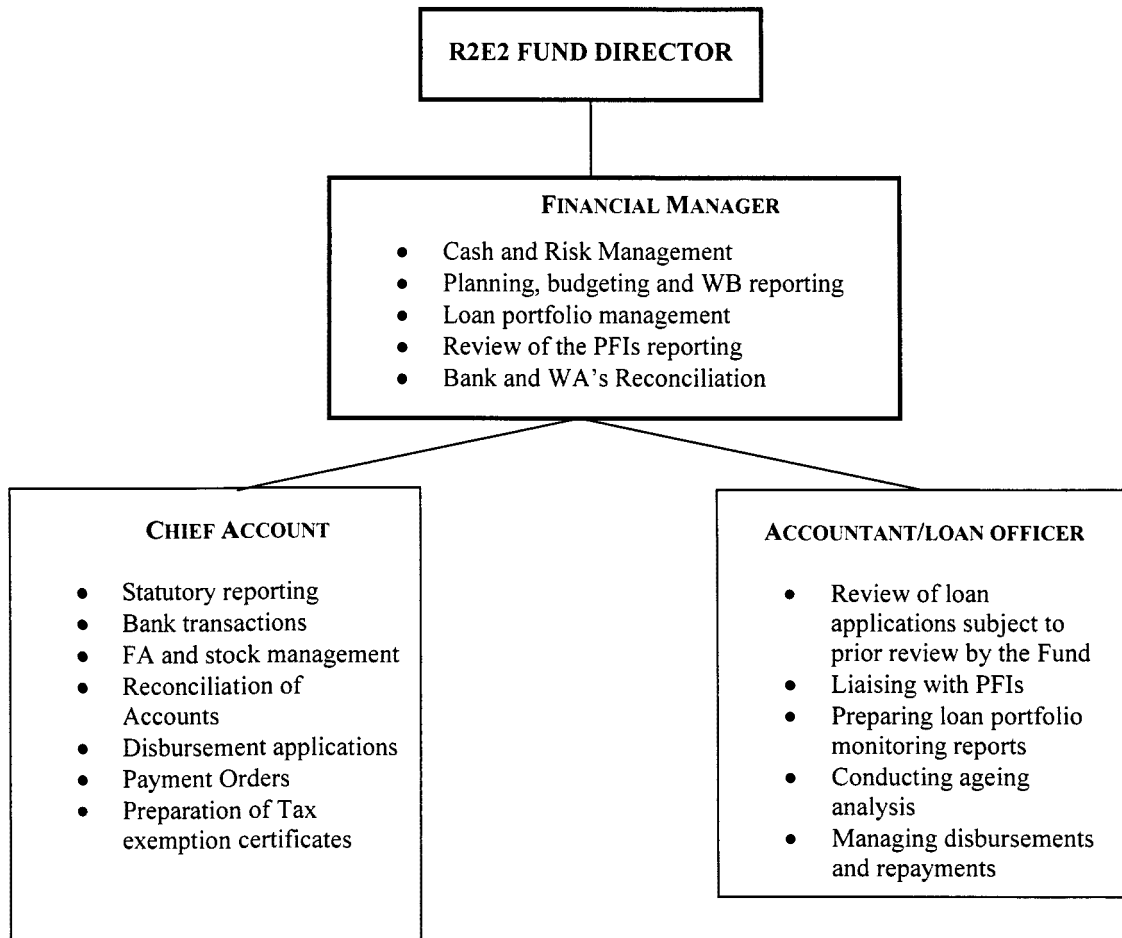 R2E2 FUND DIRECTOR
FINANCIAL MANAGER
• Cash and Risk Management
• Planning, budgeting and WB reporting
• Loan portfolio management
• Review of the PFIs reporting
• Bank and WA's Reconciliation
CHIEF ACCOUNT
• Statutory reporting
• Bank transactions
• FA and stock management
• Reconciliation of
Accounts
• Disbursement applications
• Payment Orders
• Preparation of Tax
exemption certificates
ACCOUNTANT/LOAN OFFICER
• Review of loan
applications subject to
prior review by the Fund
• Liaising with PFIs
• Preparing loan portfolio
monitoring reports
• Conducting ageing
analysis
• Managing disbursements
and repayments